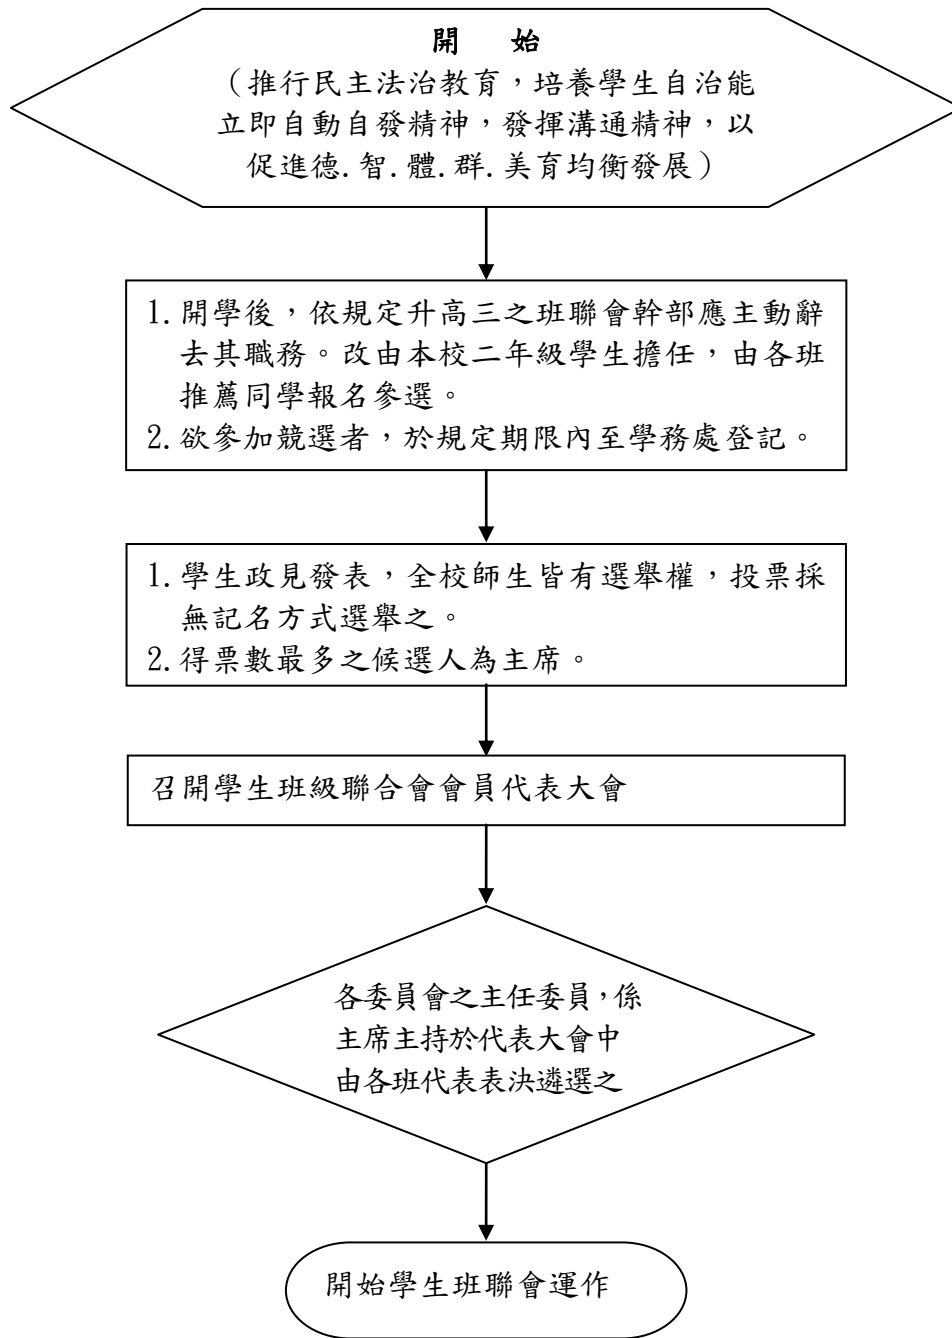 開 始
（推行民主法治教育，培養學生自治能
立即自動自發精神，發揮溝通精神，以
促進德.智.體.群.美育均衡發展）
1.開學後，依規定升高三之班聯會幹部應主動辭
去其職務。改由本校二年級學生擔任，由各班
推薦同學報名參選。
2.欲參加競選者，於規定期限內至學務處登記。
1.學生政見發表，全校師生皆有選舉權，投票採
無記名方式選舉之。
2.得票數最多之候選人為主席。
召開學生班級聯合會會員代表大會
各委員會之主任委員，係
主席主持於代表大會中
由各班代表表決遴選之
開始學生班聯會運作